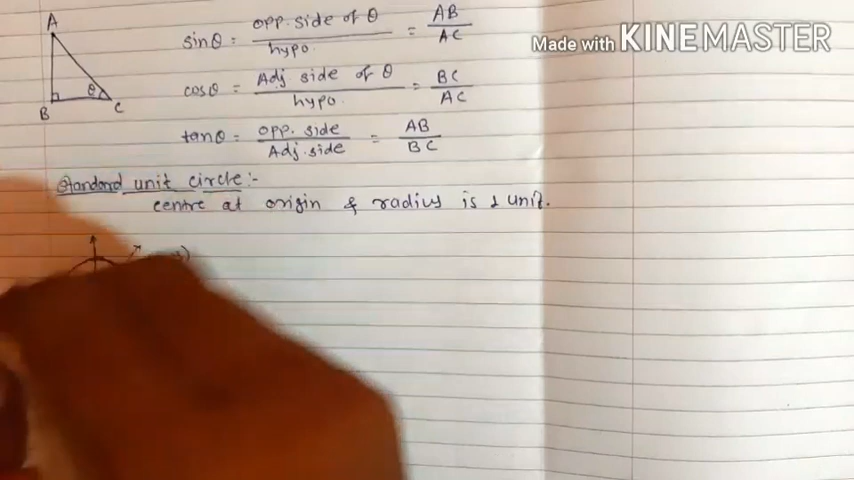 A
B
C
θ
sinθ = opp. side of θ / hypo. = AB / AC
cosθ = Adj side of θ / hypo. = BC / AC
tanθ = opp. side / Adj. side = AB / BC
Standard unit circle:-
centre at origin & radius is 1 unit.
Made with KINEMASTER